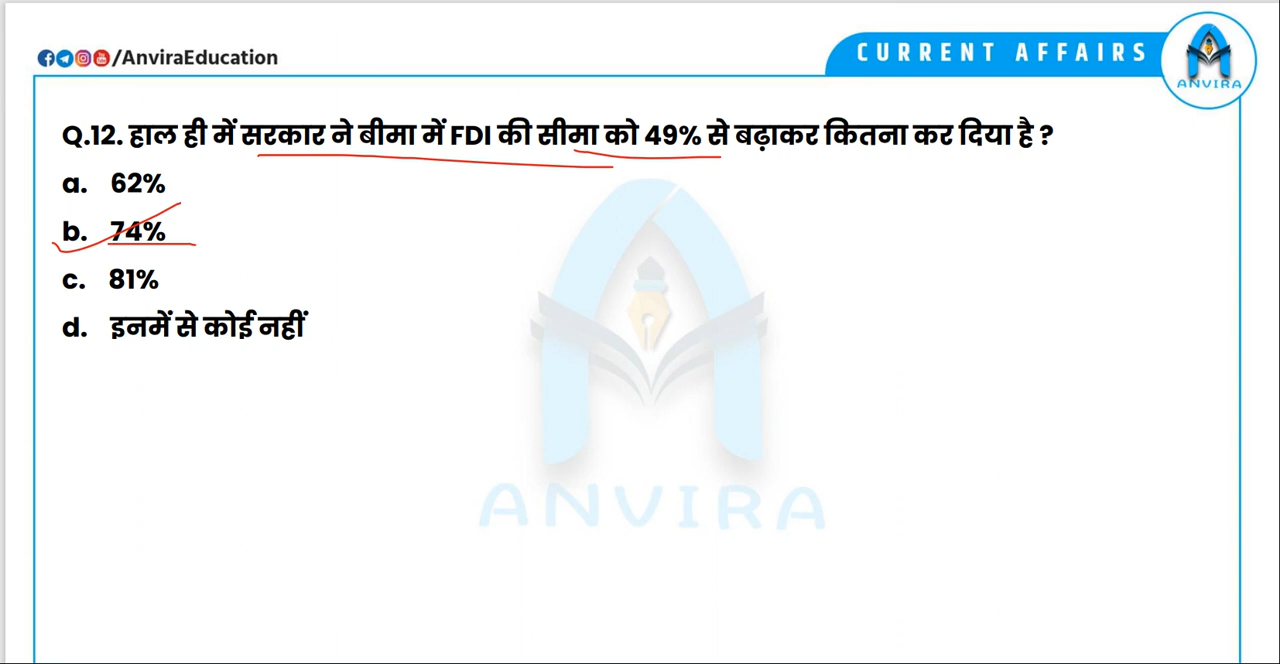 /AnviraEducation
CURRENT AFFAIRS
ANVIRA
Q.12. हाल ही में सरकार ने बीमा में FDI की सीमा को 49% से बढ़ाकर कितना कर दिया है ?
a. 62%
b. 74%
c. 81%
d. इनमें से कोई नहीं
ANVIRA